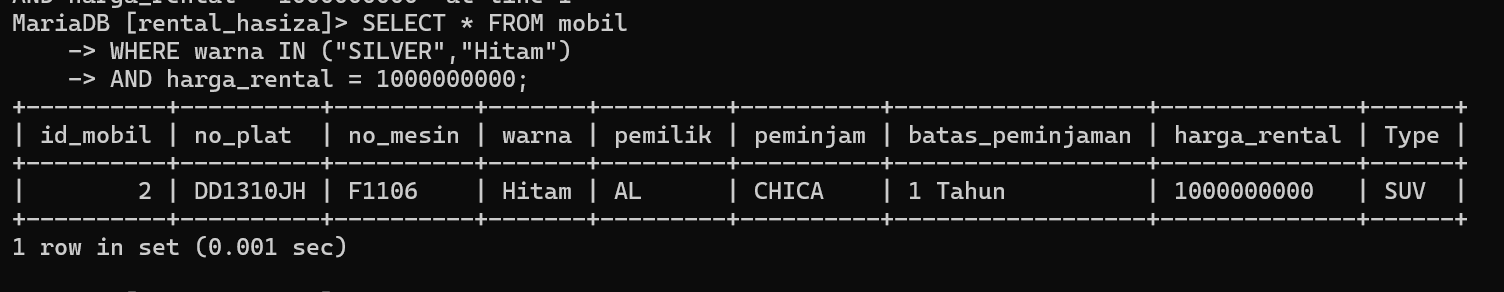 MariaDB [rental_hasiza]> SELECT * FROM mobil
    -> WHERE warna IN ("SILVER","Hitam")
    -> AND harga_rental = 1000000000;
+----------+----------+---------+-------+---------+----------+------------------+--------------+------+
| id_mobil | no_plat  | no_mesin | warna | pemilik | peminjam | batas_peminjaman | harga_rental | Type |
+----------+----------+---------+-------+---------+----------+------------------+--------------+------+
|        2 | DD1310JH | F1106    | Hitam | AL      | CHICA    | 1 Tahun          | 1000000000   | SUV  |
+----------+----------+---------+-------+---------+----------+------------------+--------------+------+
1 row in set (0.001 sec)